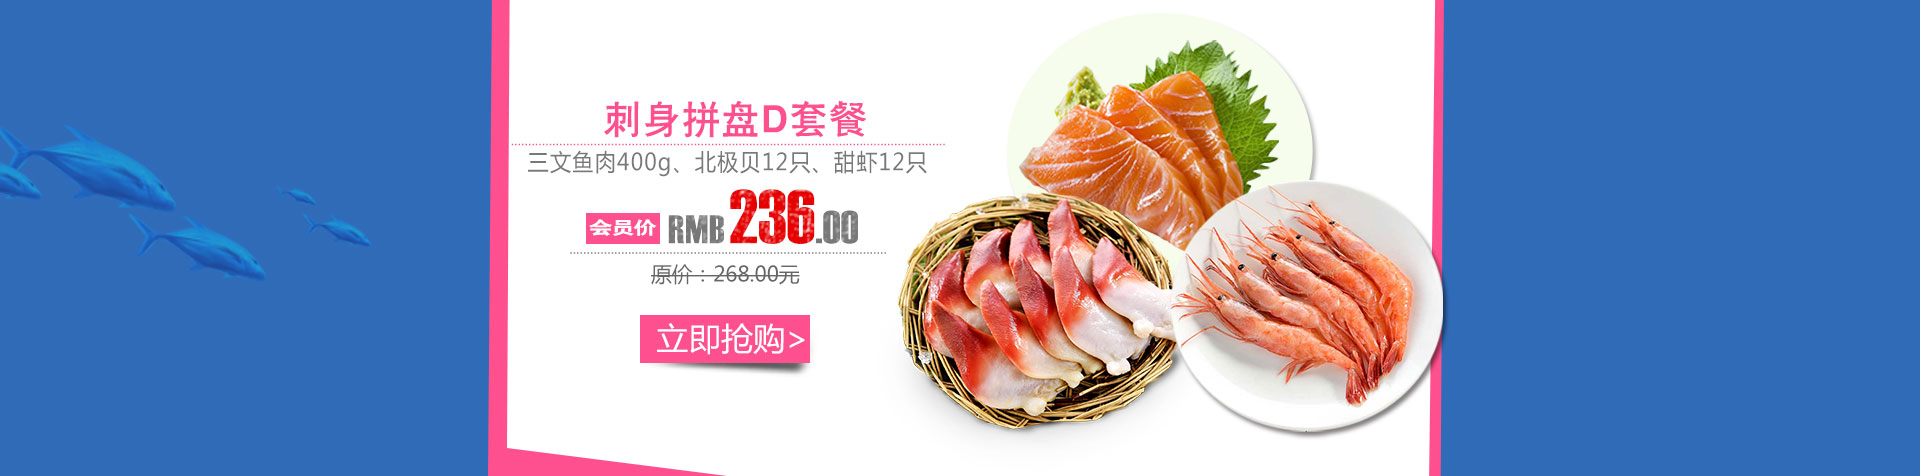 刺身拼盘D套餐
三文鱼肉400g、北极贝12只、甜虾12只
会员价 RMB 236.00
原价：268.00元
立即抢购>